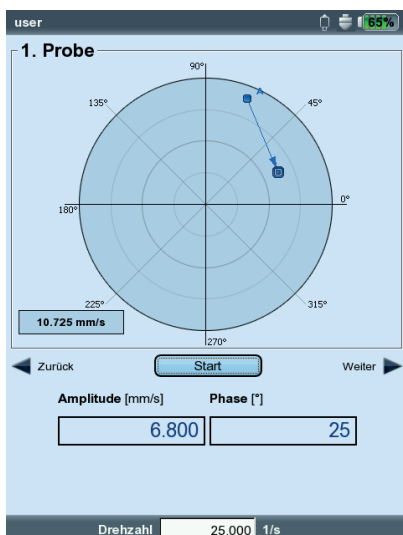 user 65%
1. Probe
90°
135° A 45°
180° 0°
225° 315°
10.725 mm/s
270°
Zurück Start Weiter
Amplitude [mm/s] Phase [°]
6.800 25
Drehzahl 25.000 1/s